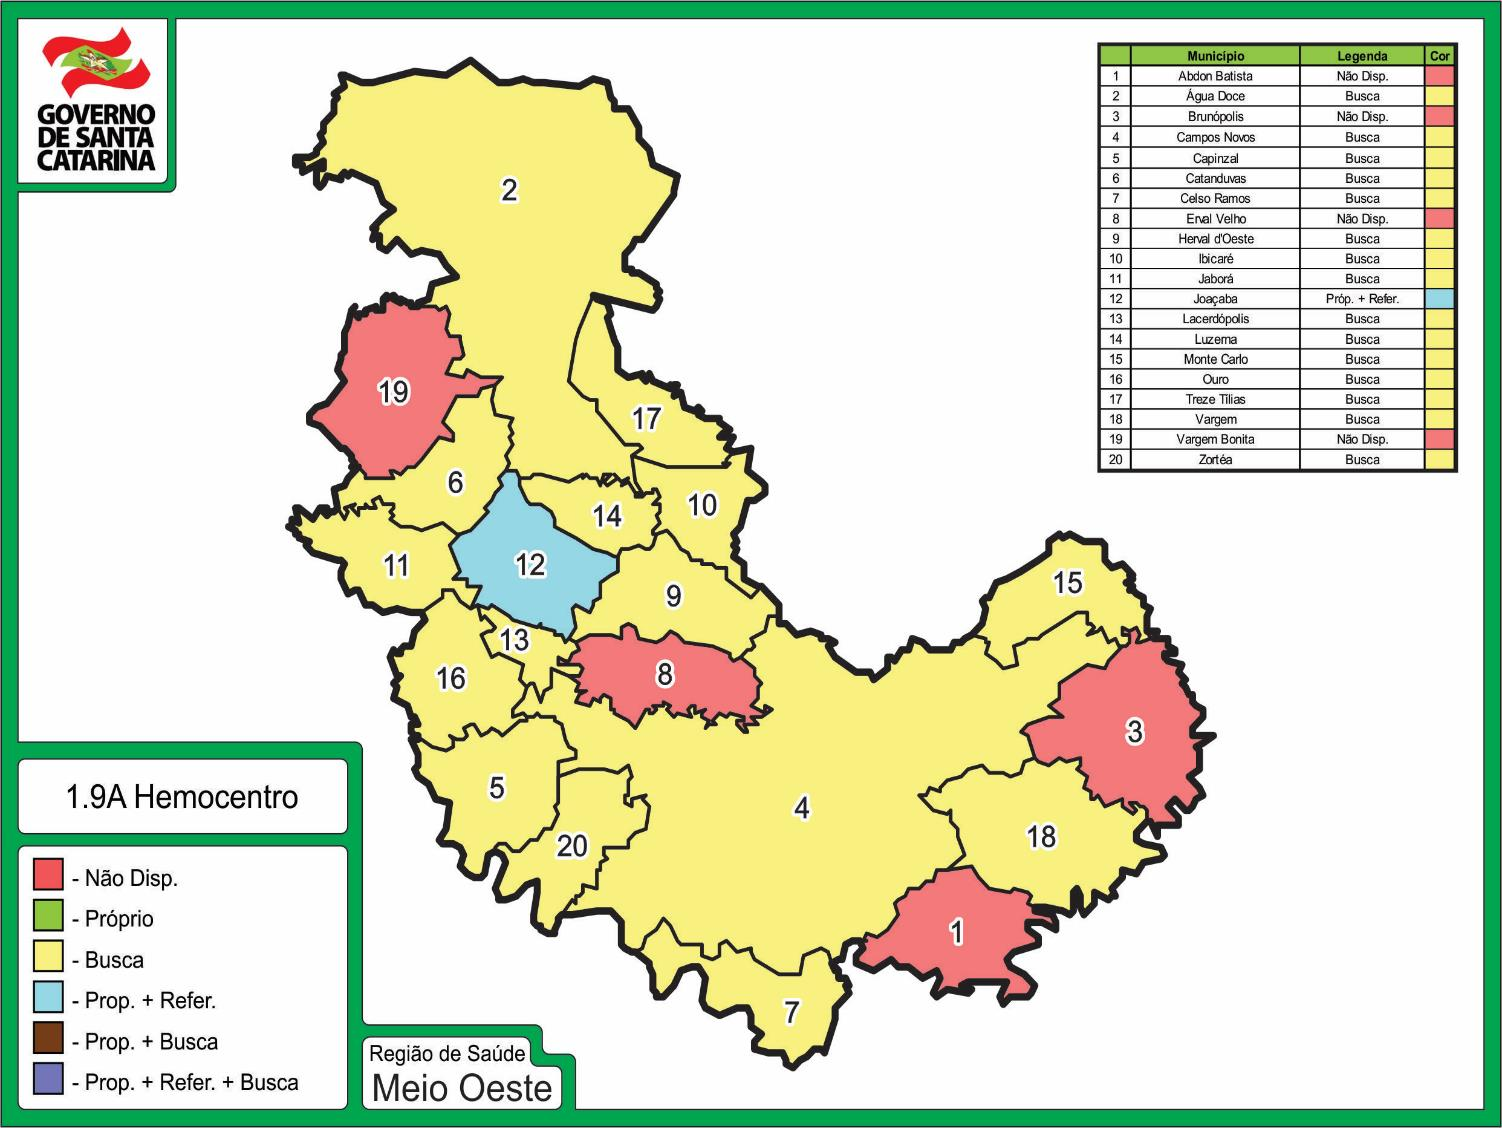 GOVERNO
DE SANTA
CATARINA
Município Legenda Cor
1 Abdon Batista Não Disp.
2 Água Doce Busca
3 Brunópolis Não Disp.
4 Campos Novos Busca
5 Capinzal Busca
6 Catanduvas Busca
7 Celso Ramos Busca
8 Erval Velho Não Disp.
9 Herval d'Oeste Busca
10 Ibicaré Busca
11 Jaborá Busca
12 Joaçaba Próp. + Refer.
13 Lacerdópolis Busca
14 Luzerna Busca
15 Monte Carlo Busca
16 Ouro Busca
17 Treze Tílias Busca
18 Vargem Busca
19 Vargem Bonita Não Disp.
20 Zortéa Busca
2
19
17
6
14
10
11
12
9
15
13
16
8
3
5
4
20
18
1
7
1.9A Hemocentro
- Não Disp.
- Próprio
- Busca
- Prop. + Refer.
- Prop. + Busca
- Prop. + Refer. + Busca
Região de Saúde
Meio Oeste